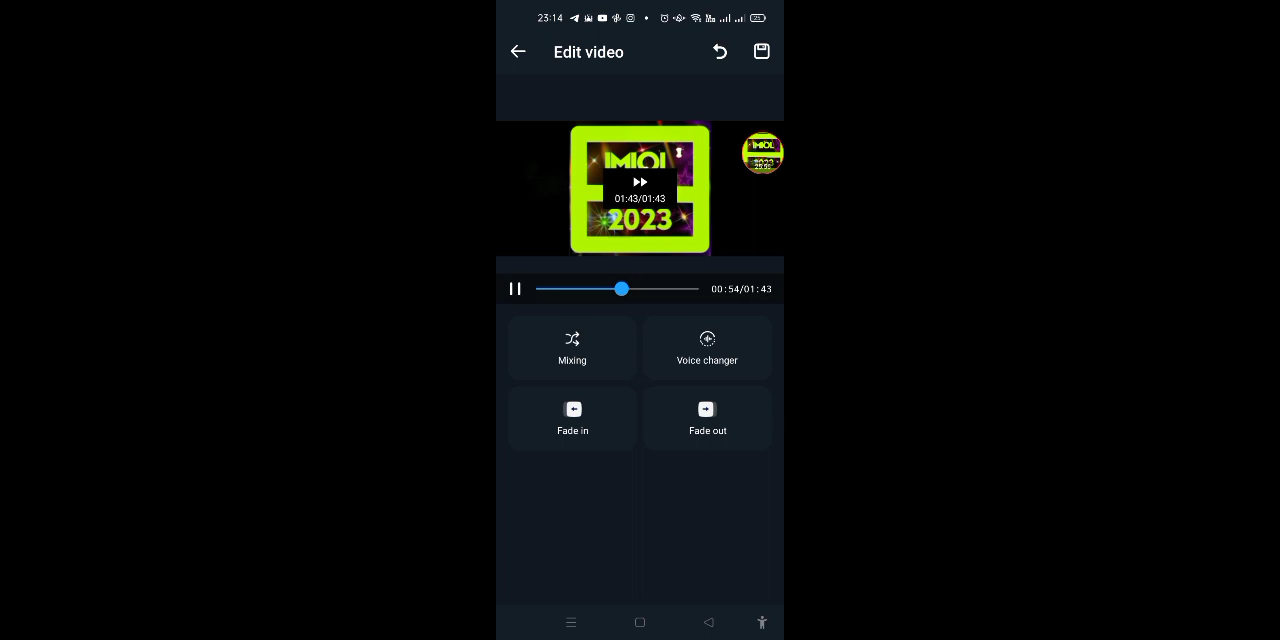 23:14
Edit video
01:43/01:43
2023
00:54/01:43
Mixing
Voice changer
Fade in
Fade out